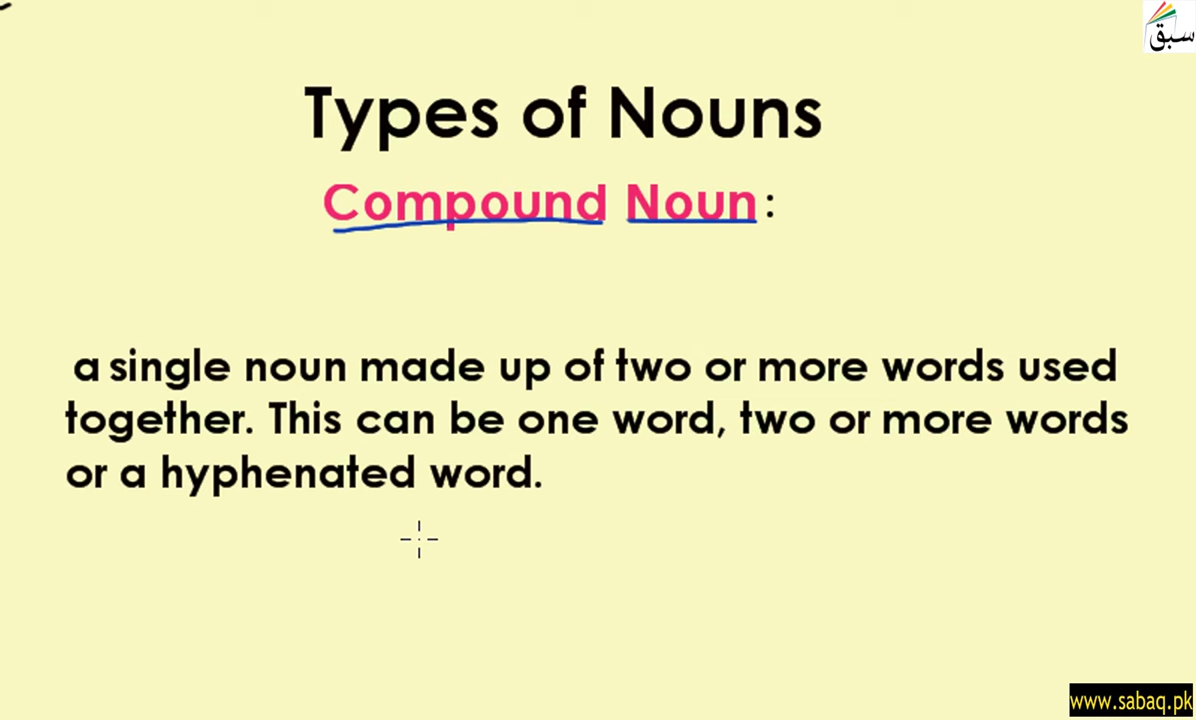 سبق
Types of Nouns
Compound Noun:
a single noun made up of two or more words used
together. This can be one word, two or more words
or a hyphenated word.
www.sabaq.pk